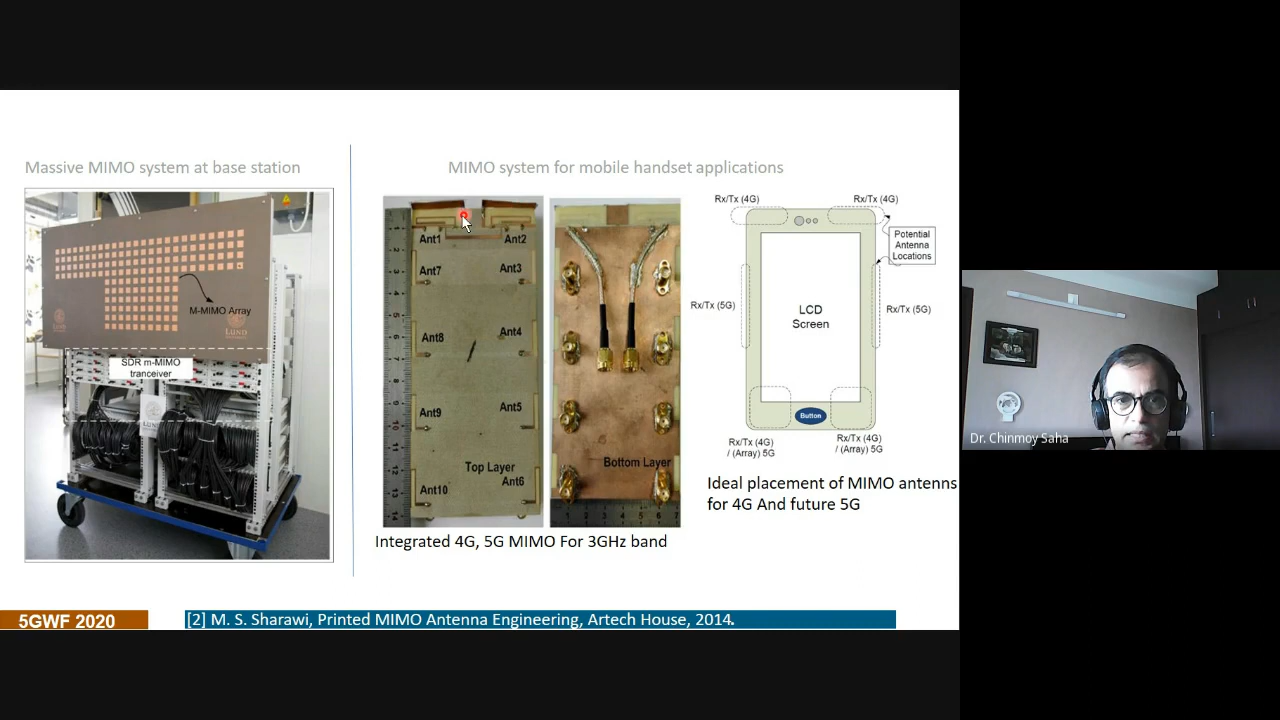 Massive MIMO system at base station
MIMO system for mobile handset applications
M-MIMO Array
LUND
SDR m-MIMO
tranceiver
Ant1
Ant2
Ant7
Ant3
Ant8
Ant4
Ant9
Ant5
Top Layer
Ant10
Ant6
Bottom Layer
Integrated 4G, 5G MIMO For 3GHz band
Rx/Tx (4G)
Rx/Tx (4G)
Potential
Antenna
Locations
Rx/Tx (5G)
Rx/Tx (5G)
LCD
Screen
Button
Rx/Tx (4G)
/ (Array) 5G
Rx/Tx (4G)
/ (Array) 5G
Ideal placement of MIMO antenns
for 4G And future 5G
5GWF 2020
[2] M. S. Sharawi, Printed MIMO Antenna Engineering, Artech House, 2014.
Dr. Chinmoy Saha